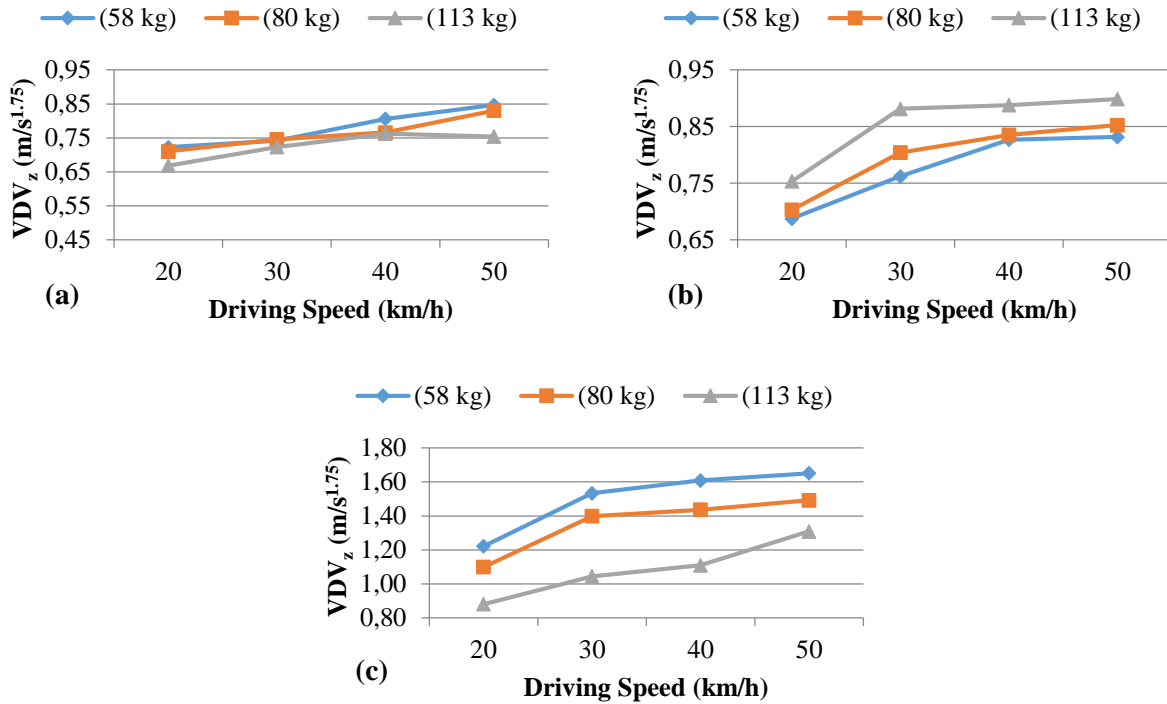 (58 kg) (80 kg) (113 kg)
VDVz (m/s1.75)
0,95
0,85
0,75
0,65
0,55
0,45
20 30 40 50
(a)
Driving Speed (km/h)
(58 kg) (80 kg) (113 kg)
VDVz (m/s1.75)
0,95
0,85
0,75
0,65
20 30 40 50
(b)
Driving Speed (km/h)
(58 kg) (80 kg) (113 kg)
VDVz (m/s1.75)
1,80
1,60
1,40
1,20
1,00
0,80
20 30 40 50
(c)
Driving Speed (km/h)